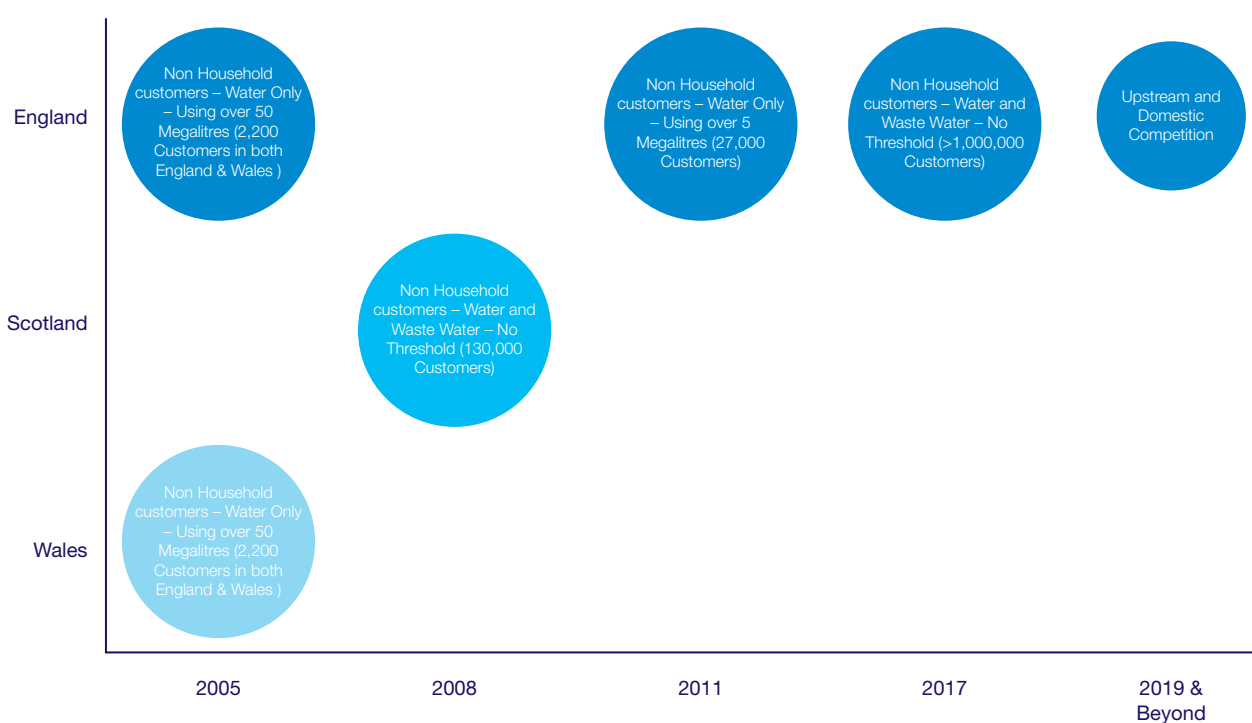 England
Non Household
customers – Water Only
– Using over 50
Megalitres (2,200
Customers in both
England & Wales )
Non Household
customers – Water Only
– Using over 5
Megalitres (27,000
Customers)
Non Household
customers – Water and
Waste Water – No
Threshold (>1,000,000
Customers)
Upstream and
Domestic
Competition
Scotland
Non Household
customers – Water and
Waste Water – No
Threshold (130,000
Customers)
Wales
Non Household
customers – Water Only
– Using over 50
Megalitres (2,200
Customers in both
England & Wales )
2005
2008
2011
2017
2019 &
Beyond